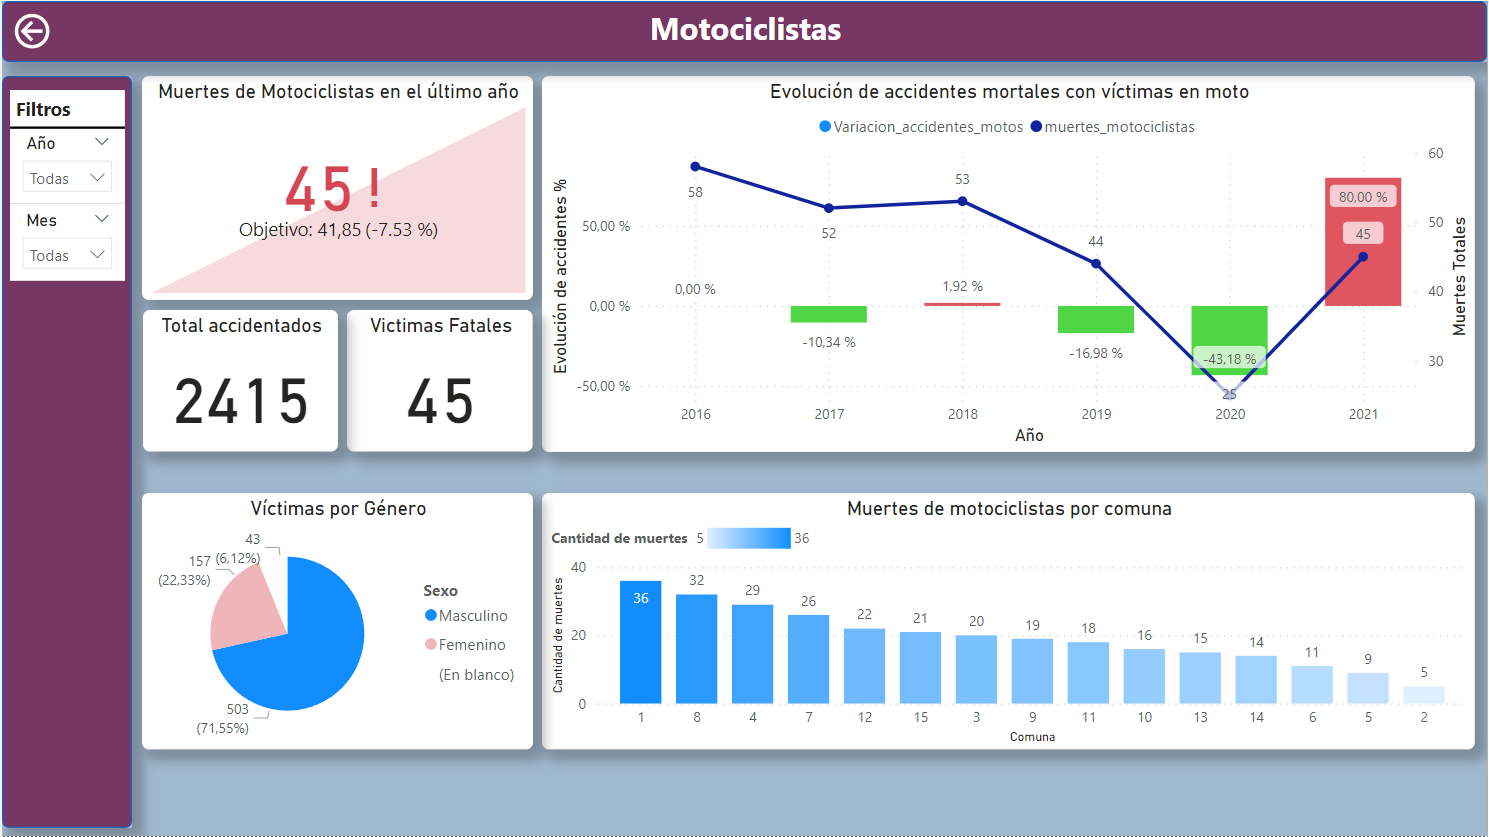 Motociclistas
Filtros
Año
Todas
Mes
Todas
Muertes de Motociclistas en el último año
45!
Objetivo: 41,85 (-7.53 %)
Total accidentados
2415
Victimas Fatales
45
Evolución de accidentes mortales con víctimas en moto
Variacion_accidentes_motos muertes_motociclistas
Evolución de accidentes %
50,00 %
0,00 %
-50,00 %
58
52
53
44
25
45
0,00 %
-10,34 %
1,92 %
-16,98 %
-43,18 %
80,00 %
60
50
40
30
Muertes Totales
2016 2017 2018 2019 2020 2021
Año
Víctimas por Género
43
(6,12%)
157
(22,33%)
503
(71,55%)
Sexo
Masculino
Femenino
(En blanco)
Muertes de motociclistas por comuna
Cantidad de muertes 5 36
Cantidad de muertes
40
20
0
36 32 29 26 22 21 20 19 18 16 15 14 11 9 5
1 8 4 7 12 15 3 9 11 10 13 14 6 5 2
Comuna